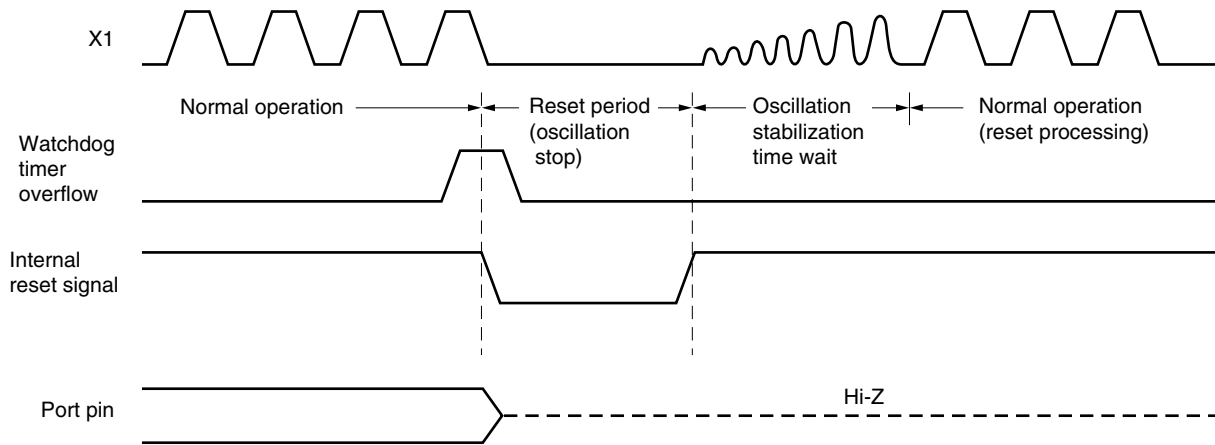 X1
Normal operation
Reset period
(oscillation
stop)
Oscillation
stabilization
time wait
Normal operation
(reset processing)
Watchdog
timer
overflow
Internal
reset signal
Port pin
Hi-Z